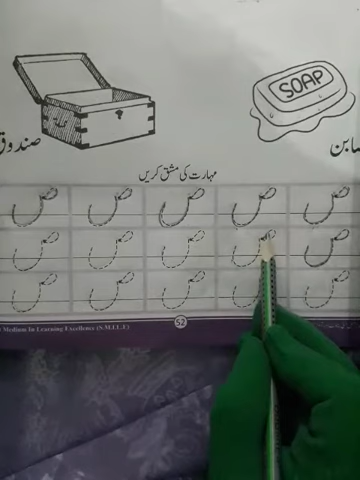 SOAP
صندوق
صابن
مہارت کی مشق کریں
ص ص ص ص ص
ص ص ص ص ص
ص ص ص ص ص
Medium In Learning Excellence (S.M.I.L.E)
52